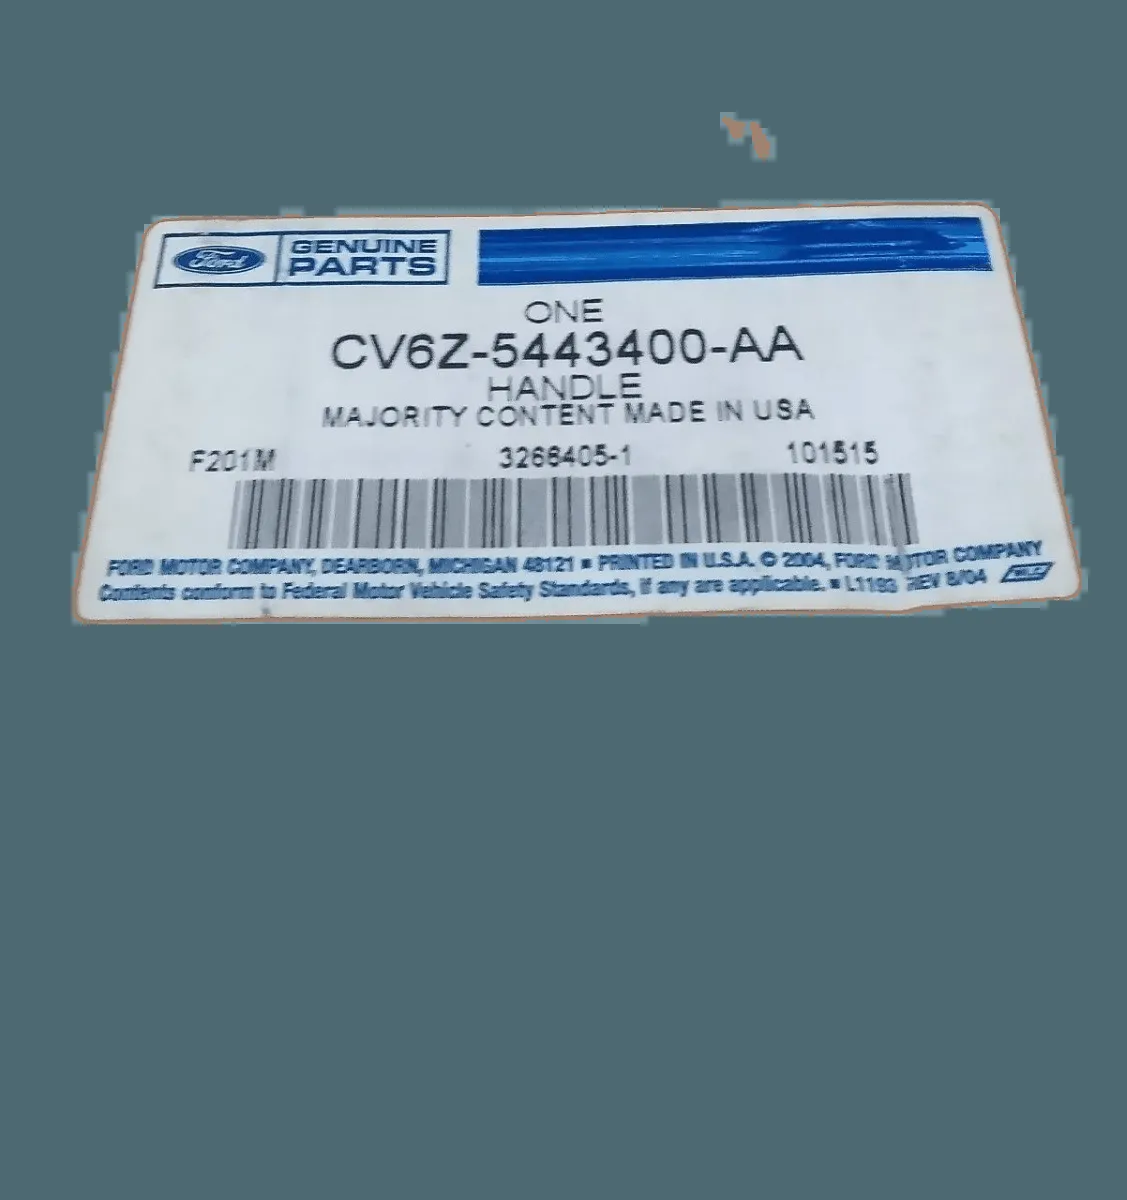 Ford GENUINE PARTS
ONE
CV6Z-5443400-AA
HANDLE
MAJORITY CONTENT MADE IN USA
F201M 3266405-1 101515
FORD MOTOR COMPANY, DEARBORN, MICHIGAN 48121 ■ PRINTED IN U.S.A. © 2004, FORD MOTOR COMPANY
Contents conform to Federal Motor Vehicle Safety Standards, if any are applicable. ■ L1193 REV 8/04